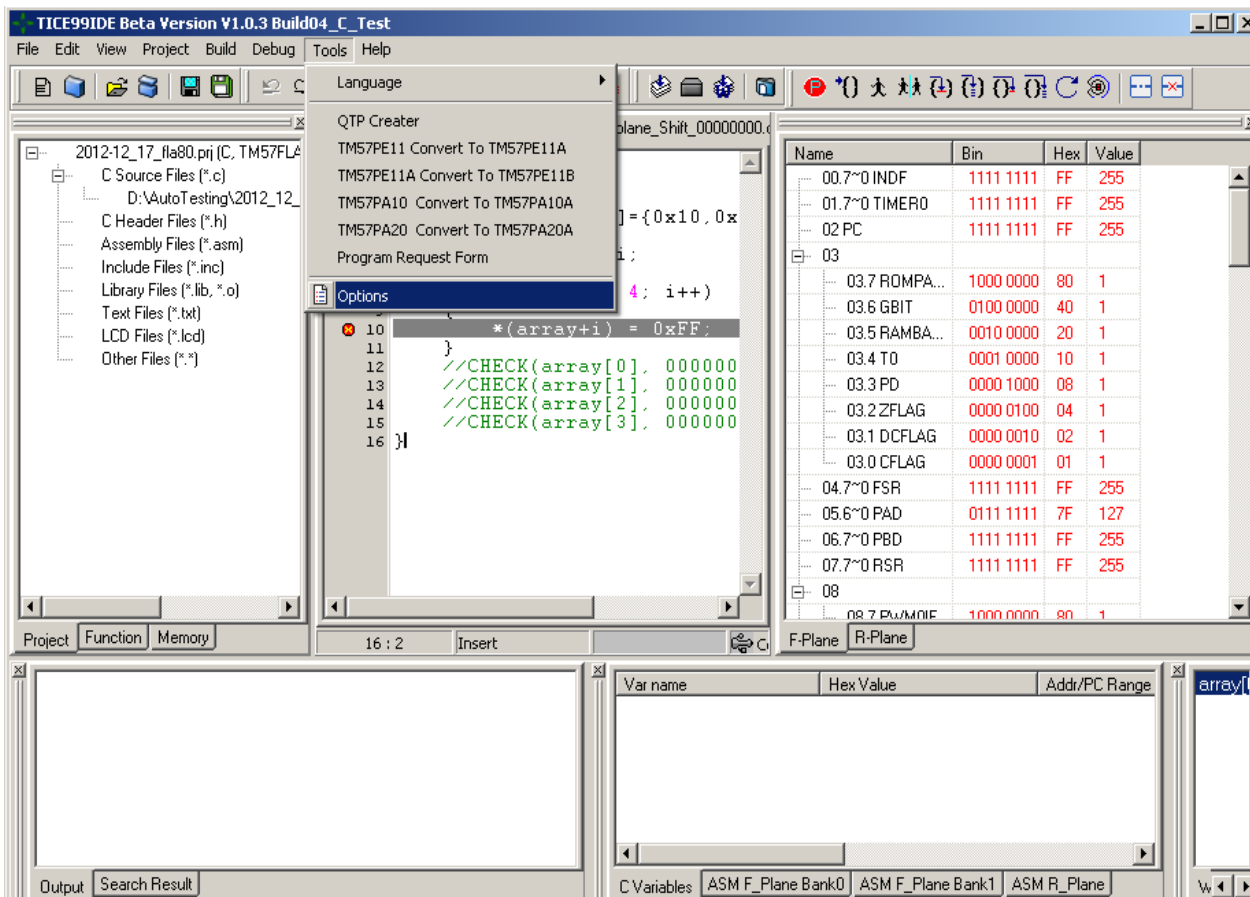 TICE99IDE Beta Version V1.0.3 Build04_C_Test
File Edit View Project Build Debug Tools Help
Language
QTP Creater
TM57PE11 Convert To TM57PE11A
TM57PE11A Convert To TM57PE11B
TM57PA10 Convert To TM57PA10A
TM57PA20 Convert To TM57PA20A
Program Request Form
Options
2012-12_17_fla80.prj (C, TM57FLA
C Source Files (*.c)
D:\AutoTesting\2012_12_
C Header Files (*.h)
Assembly Files (*.asm)
Include Files (*.inc)
Library Files (*.lib, *.o)
Text Files (*.txt)
LCD Files (*.lcd)
Other Files (*.*)
Project Function Memory
plane_Shift_00000000.c
]={0x10,0x
i;
4; i++)
{
10 *(array+i) = 0xFF;
11 }
12 //CHECK(array[0], 000000
13 //CHECK(array[1], 000000
14 //CHECK(array[2], 000000
15 //CHECK(array[3], 000000
16 }
16 : 2 Insert
Name Bin Hex Value
00.7~0 INDF 1111 1111 FF 255
01.7~0 TIMER0 1111 1111 FF 255
02 PC 1111 1111 FF 255
03
03.7 ROMPA... 1000 0000 80 1
03.6 GBIT 0100 0000 40 1
03.5 RAMBA... 0010 0000 20 1
03.4 T0 0001 0000 10 1
03.3 PD 0000 1000 08 1
03.2 ZFLAG 0000 0100 04 1
03.1 DCFLAG 0000 0010 02 1
03.0 CFLAG 0000 0001 01 1
04.7~0 FSR 1111 1111 FF 255
05.6~0 PAD 0111 1111 7F 127
06.7~0 PBD 1111 1111 FF 255
07.7~0 RSR 1111 1111 FF 255
08
08.7 PWM0IF 1000 0000 80 1
F-Plane R-Plane
Output Search Result
Var name Hex Value Addr/PC Range
C Variables ASM F_Plane Bank0 ASM F_Plane Bank1 ASM R_Plane
array[